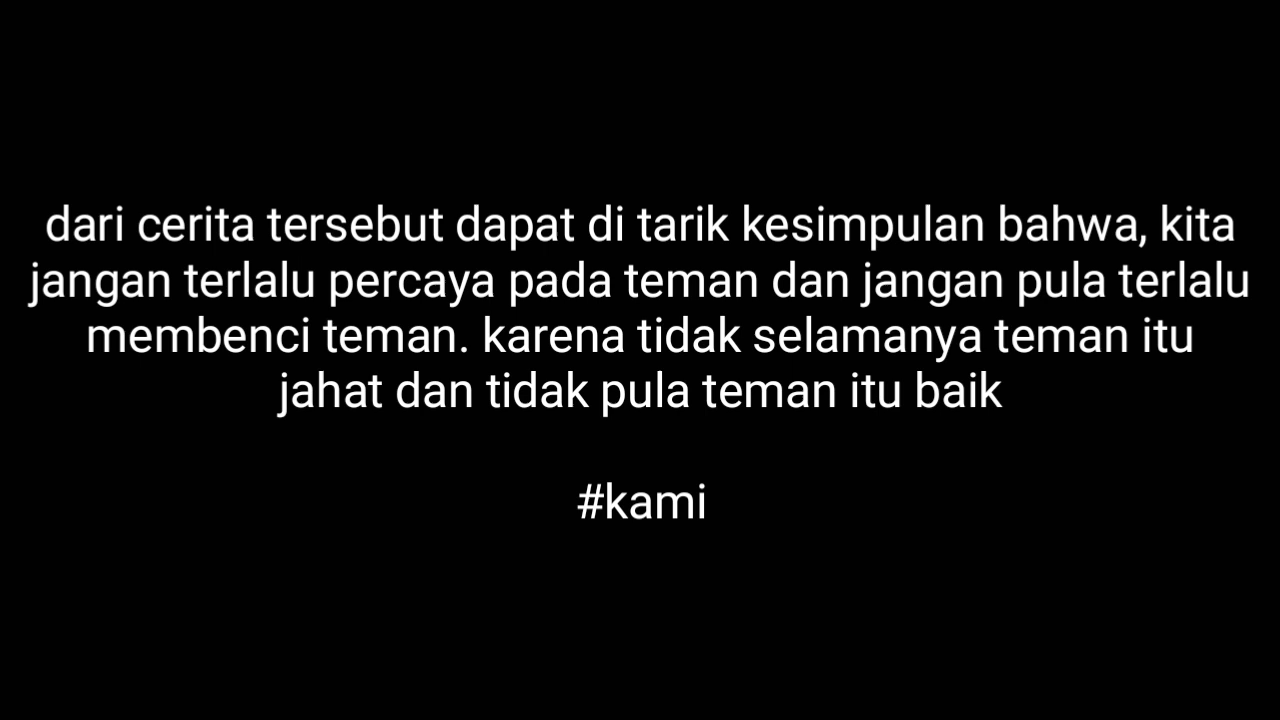 dari cerita tersebut dapat di tarik kesimpulan bahwa, kita
jangan terlalu percaya pada teman dan jangan pula terlalu
membenci teman. karena tidak selamanya teman itu
jahat dan tidak pula teman itu baik
#kami